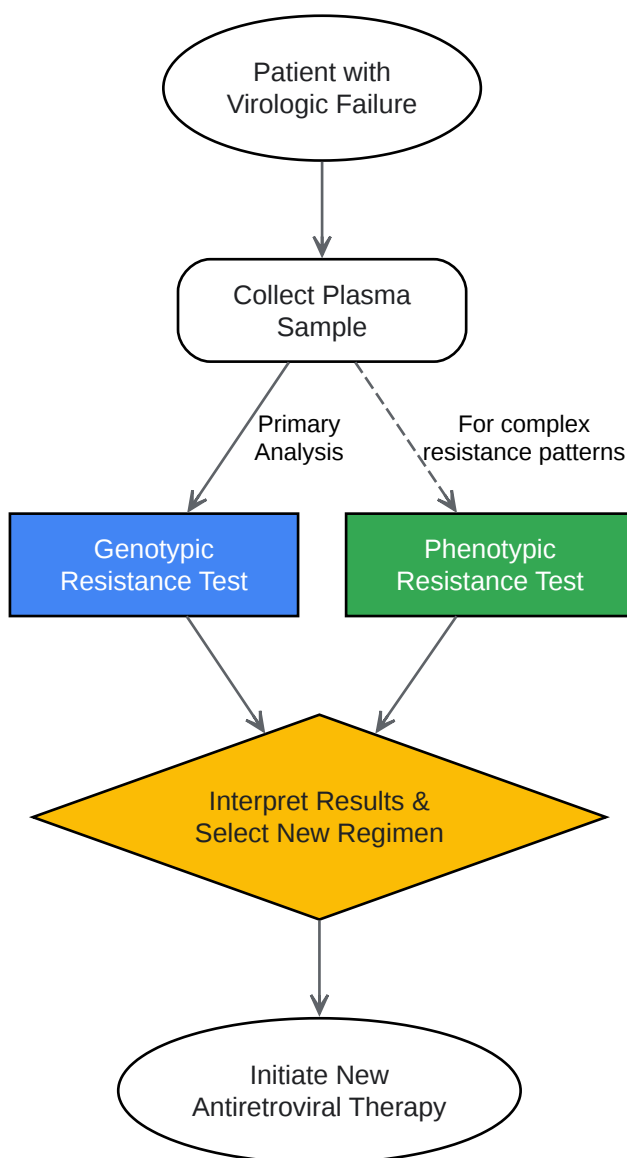 Patient with
Virologic Failure
Collect Plasma
Sample
Primary
Analysis
For complex
resistance patterns
Genotypic
Resistance Test
Phenotypic
Resistance Test
Interpret Results &
Select New Regimen
Initiate New
Antiretroviral Therapy